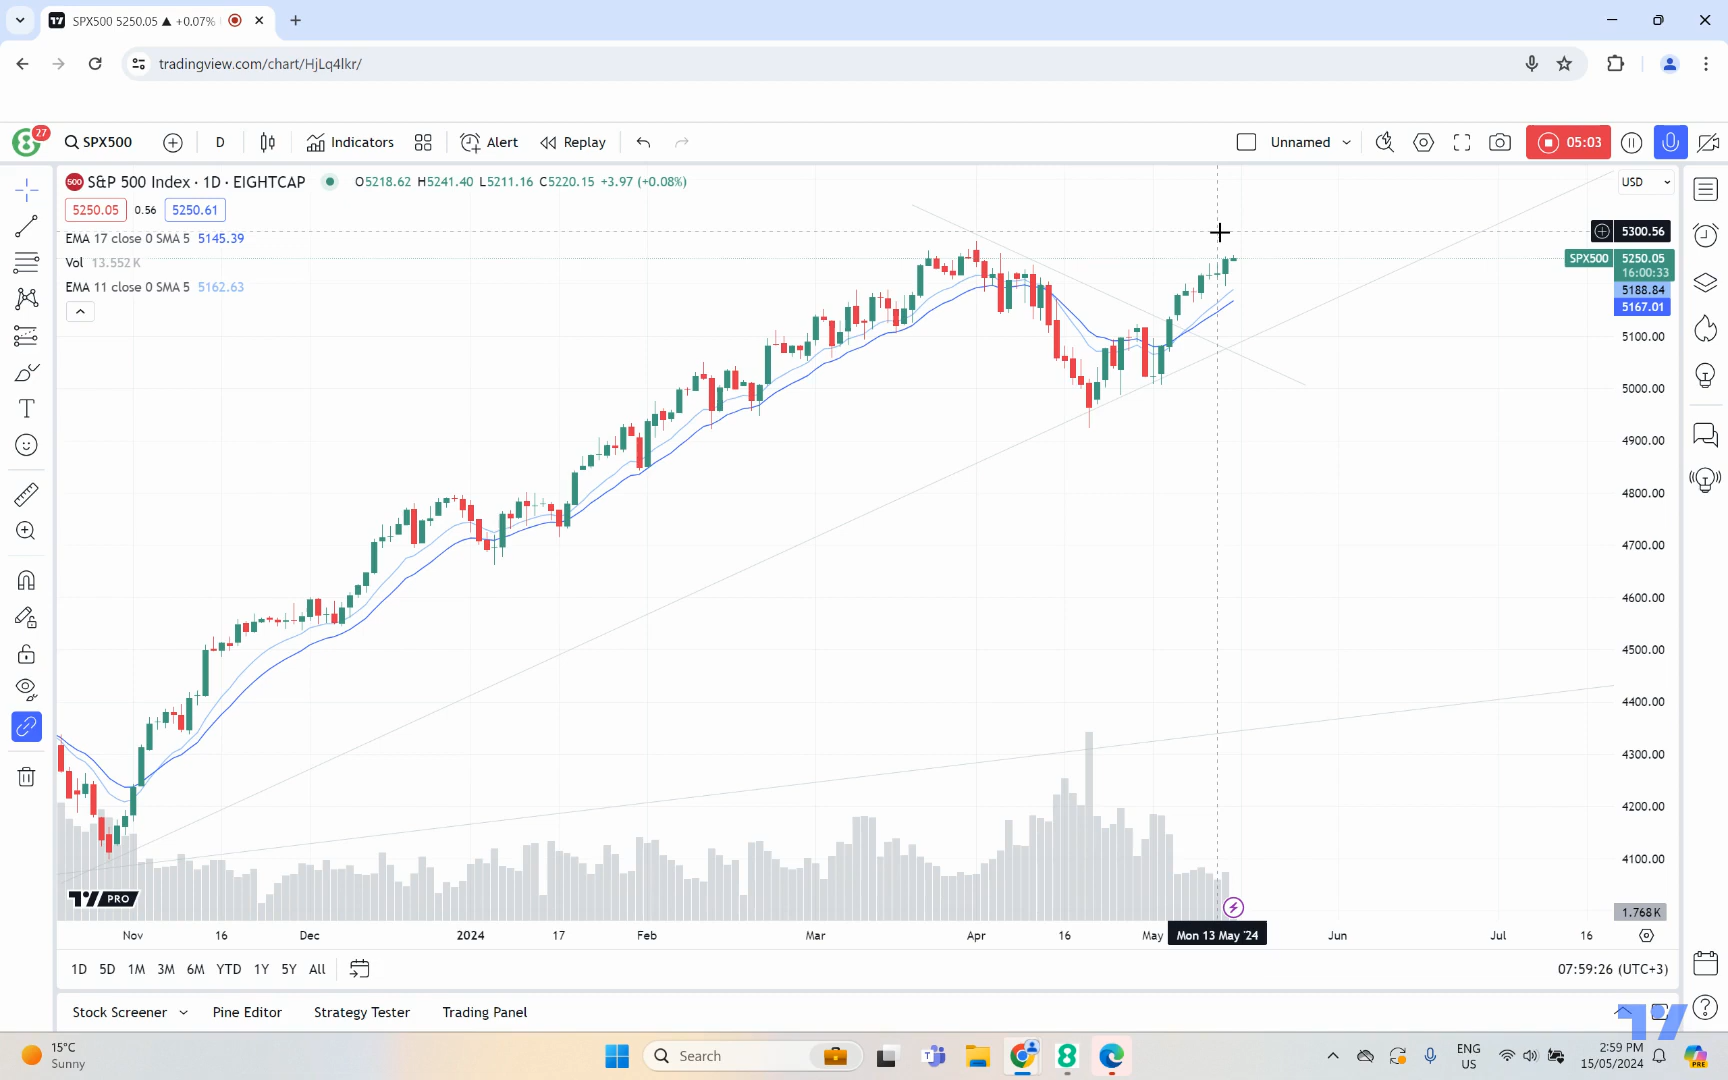 SPX500 5250.05 ▲ +0.07%
tradingview.com/chart/HjLq4lkr/
27
SPX500
D
Indicators
Alert
Replay
Unnamed
05:03
500 S&P 500 Index · 1D · EIGHTCAP
O5218.62 H5241.40 L5211.16 C5220.15 +3.97 (+0.08%)
USD
5250.05 0.56 5250.61
EMA 17 close 0 SMA 5 5145.39
Vol 13.552 K
EMA 11 close 0 SMA 5 5162.63
5300.56
SPX500 5250.05
16:00:33
5188.84
5167.01
5100.00
5000.00
4900.00
4800.00
4700.00
4600.00
4500.00
4400.00
4300.00
4200.00
4100.00
1.768 K
PRO
Nov 16 Dec 2024 17 Feb Mar Apr 16 May Mon 13 May '24 Jun Jul 16
1D 5D 1M 3M 6M YTD 1Y 5Y All
07:59:26 (UTC+3)
Stock Screener Pine Editor Strategy Tester Trading Panel
15°C
Sunny
Search
ENG
US
2:59 PM
15/05/2024
PRE